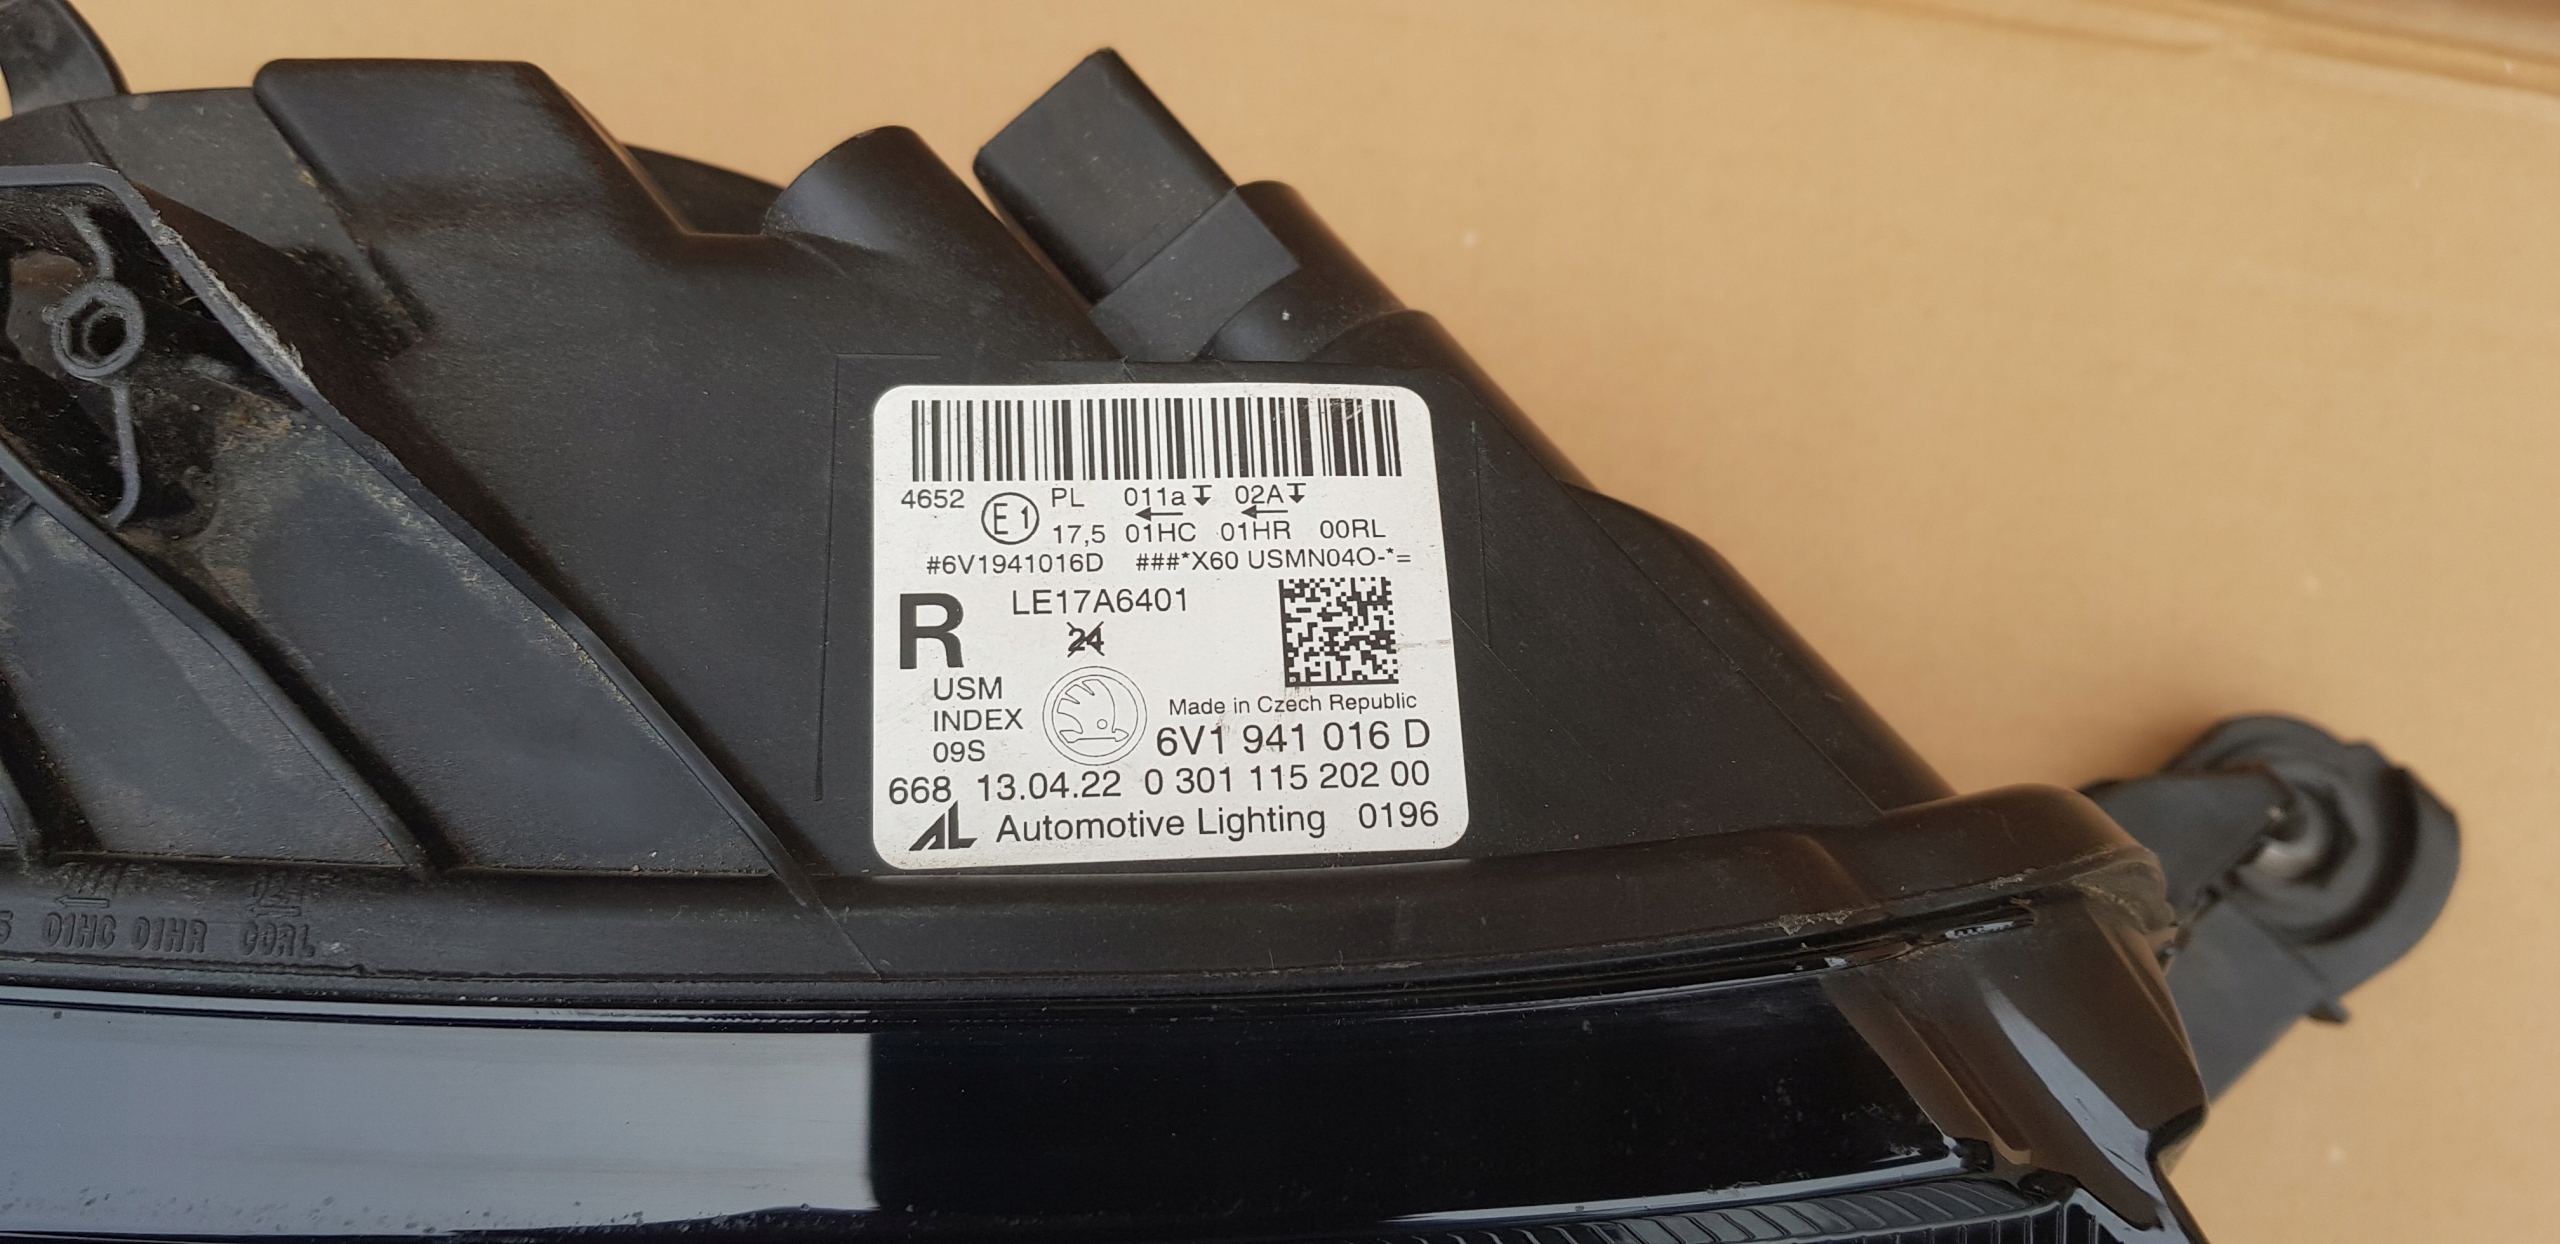 4652 E1 PL 011a 02A
17,5 01HC 01HR 00RL
#6V1941016D ###*X60 USMN04O-*=
R LE17A6401
24
USM
INDEX
09S
Made in Czech Republic
6V1 941 016 D
668 13.04.22 0 301 115 202 00
AL Automotive Lighting 0196
01HC 01HR 00RL